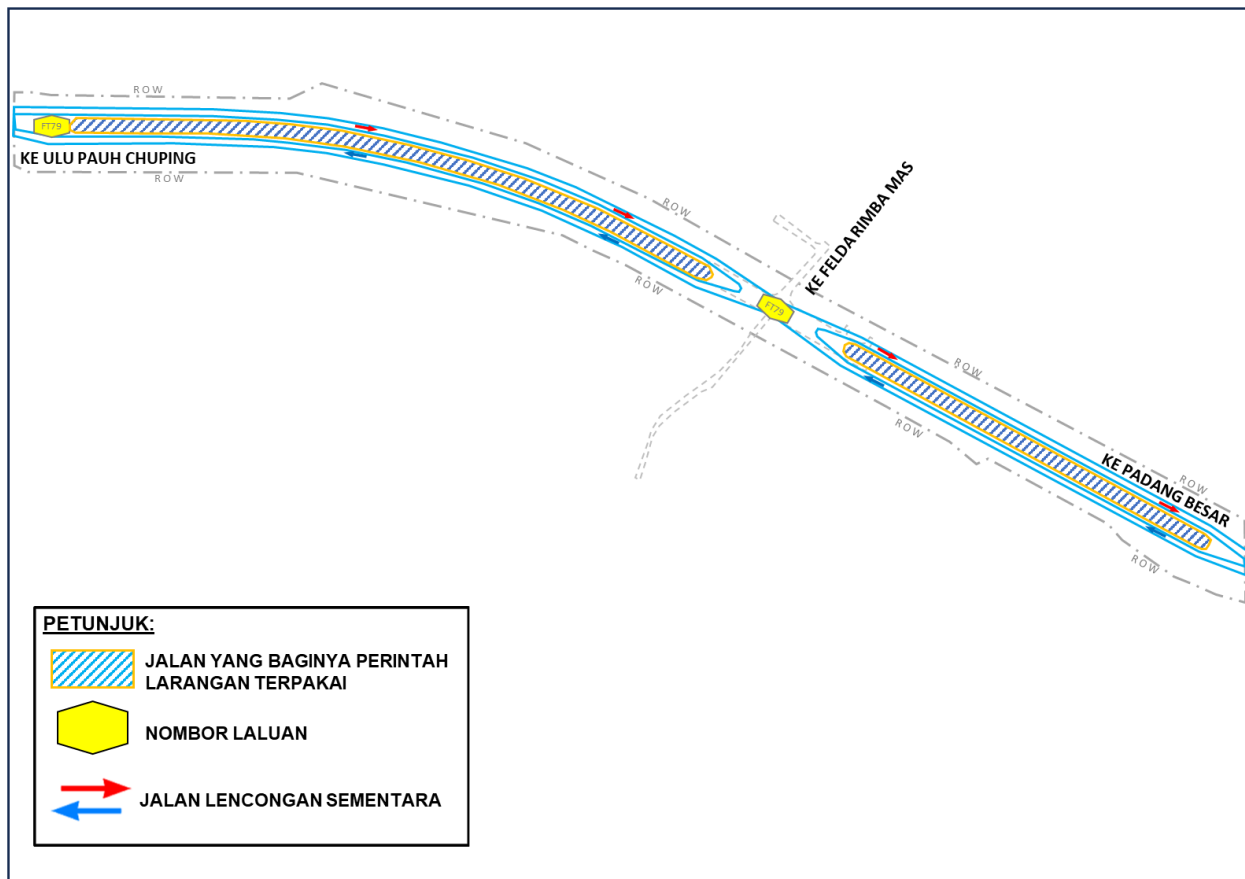 ROW
FT79
KE ULU PAUH CHUPING
ROW
ROW
KE FELDA RIMBA MAS
ROW
FT79
ROW
ROW
KE PADANG BESAR
ROW
ROW
PETUNJUK:
JALAN YANG BAGINYA PERINTAH
LARANGAN TERPAKAI
NOMBOR LALUAN
JALAN LENCONGAN SEMENTARA